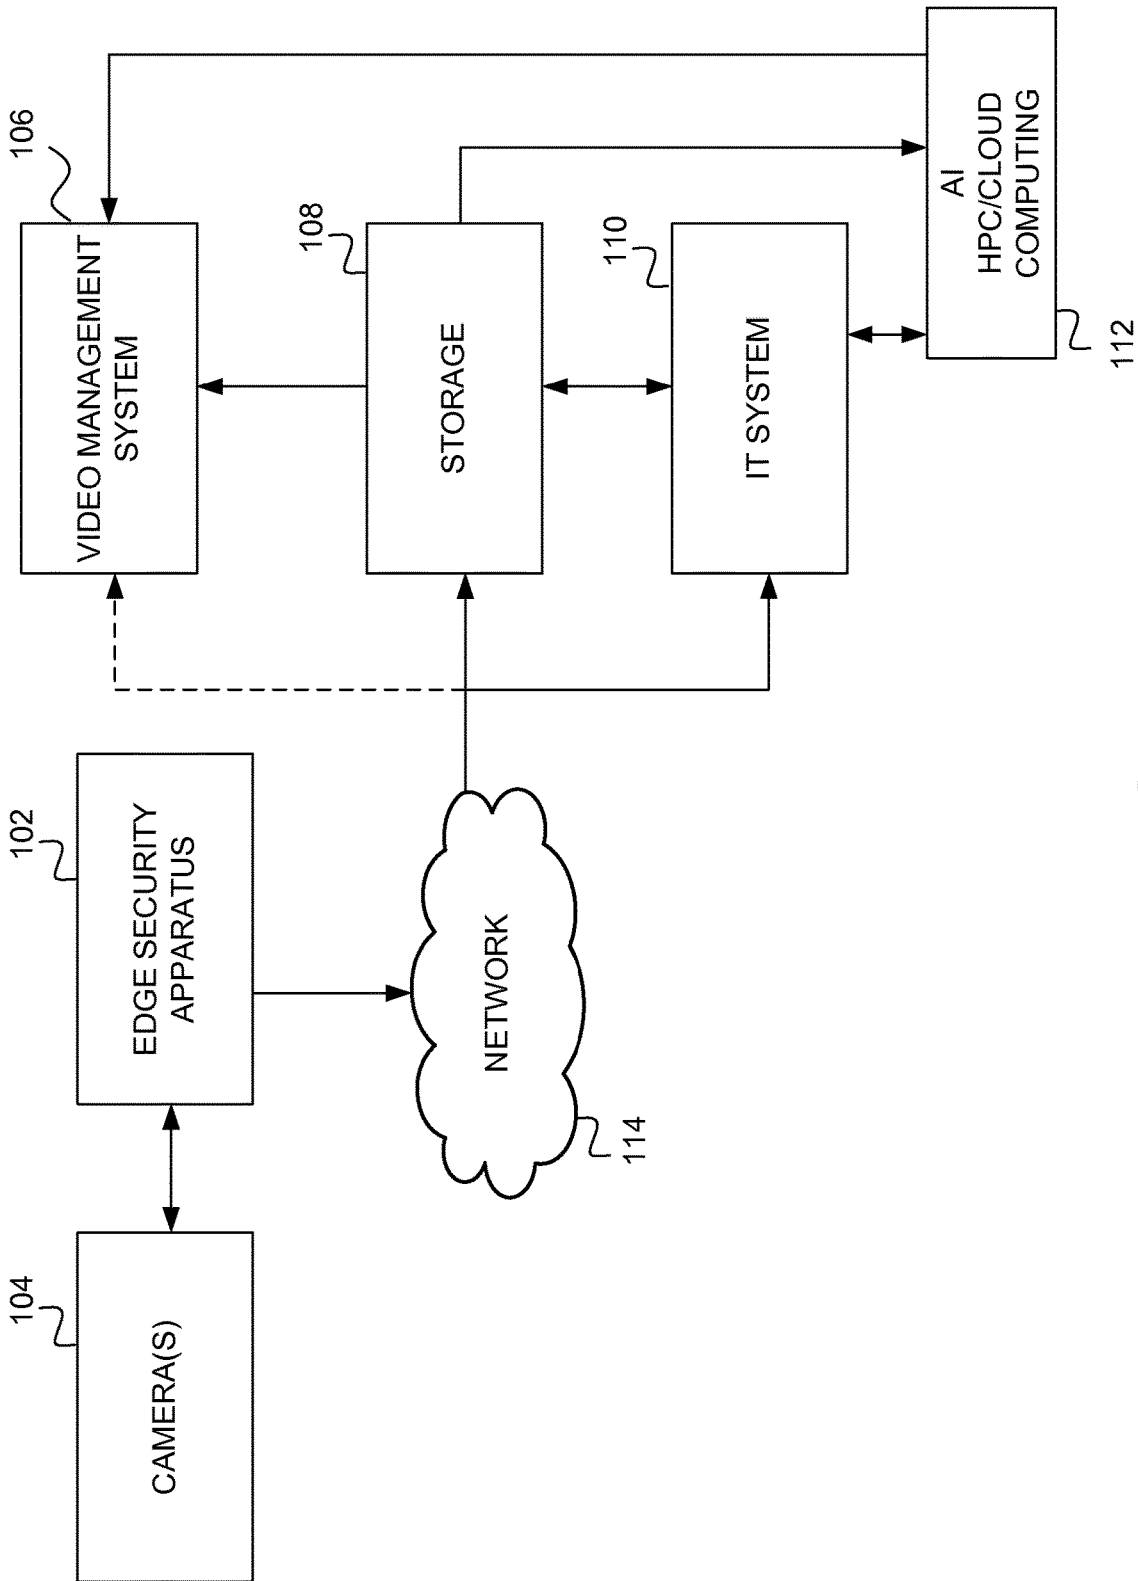 104
CAMERA(S)
102
EDGE SECURITY
APPARATUS
NETWORK
114
106
VIDEO MANAGEMENT
SYSTEM
108
STORAGE
110
IT SYSTEM
AI
HPC/CLOUD
COMPUTING
112